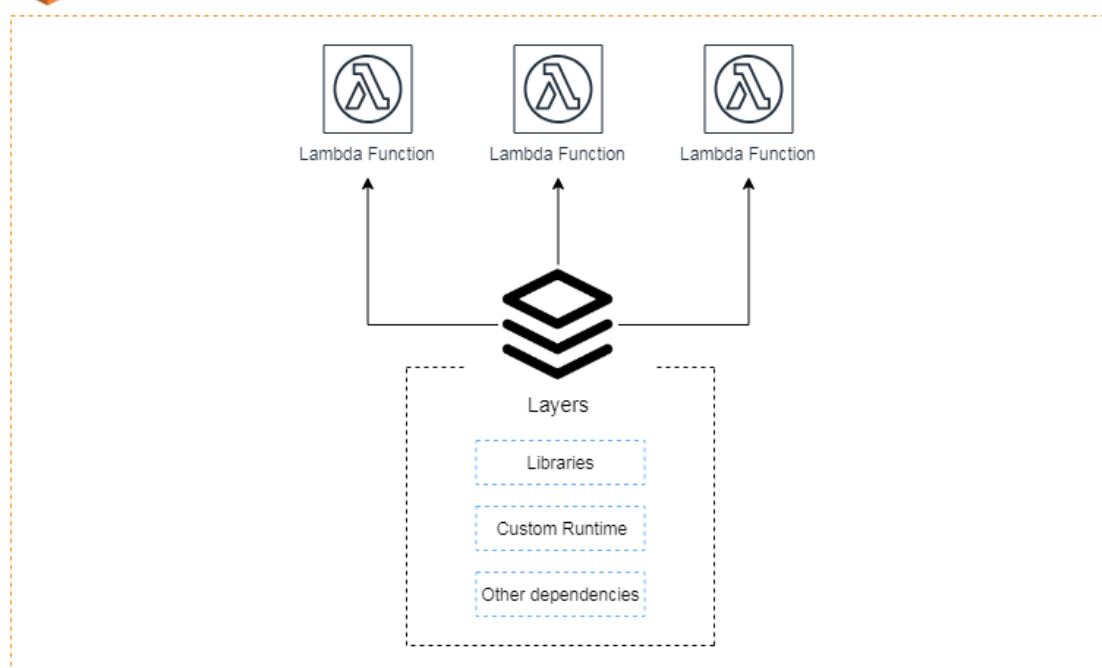 Lambda Function
Lambda Function
Lambda Function
Layers
Libraries
Custom Runtime
Other dependencies